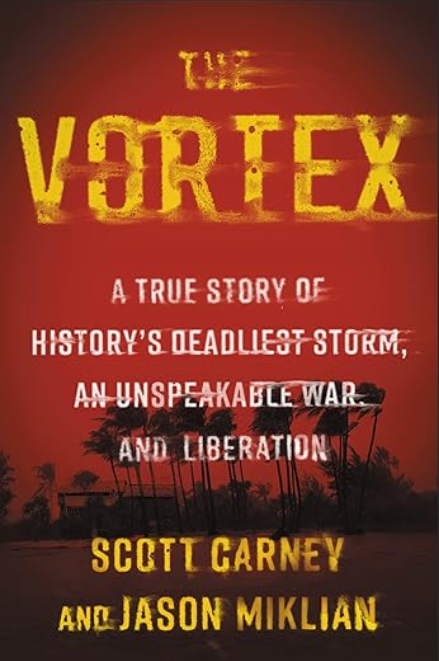 THE
VORTEX
A TRUE STORY OF
HISTORY'S DEADLIEST STORM,
AN UNSPEAKABLE WAR,
AND LIBERATION
SCOTT CARNEY
AND JASON MIKLIAN